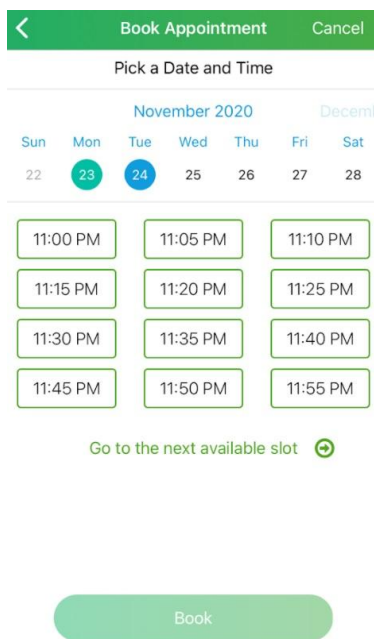 Book Appointment Cancel
Pick a Date and Time
November 2020 Decem
Sun Mon Tue Wed Thu Fri Sat
22 23 24 25 26 27 28
11:00 PM 11:05 PM 11:10 PM
11:15 PM 11:20 PM 11:25 PM
11:30 PM 11:35 PM 11:40 PM
11:45 PM 11:50 PM 11:55 PM
Go to the next available slot
Book